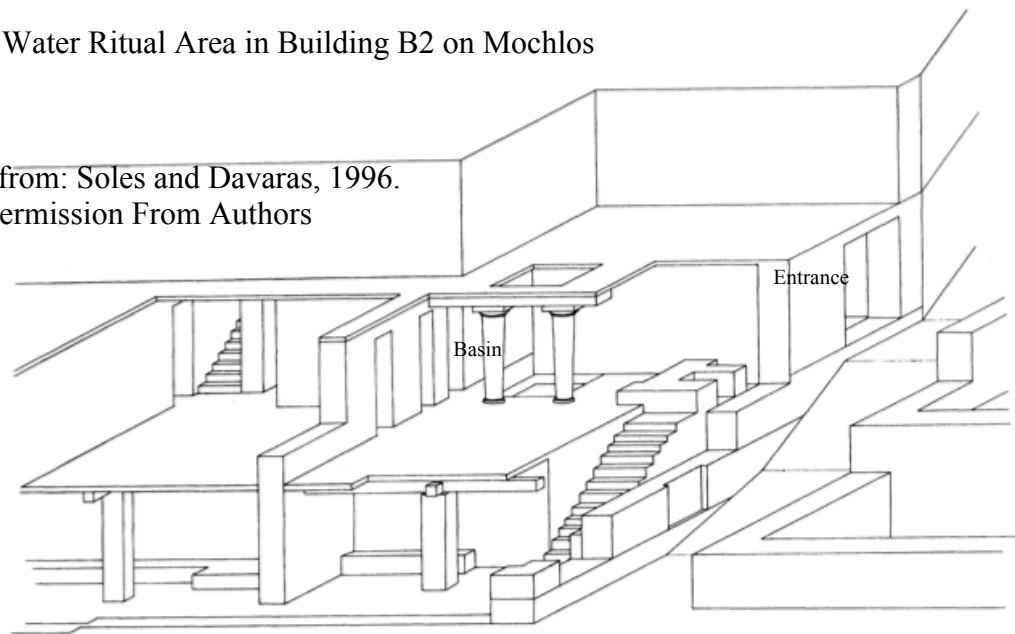 Water Ritual Area in Building B2 on Mochlos
from: Soles and Davaras, 1996.
ermission From Authors
Entrance
Basin